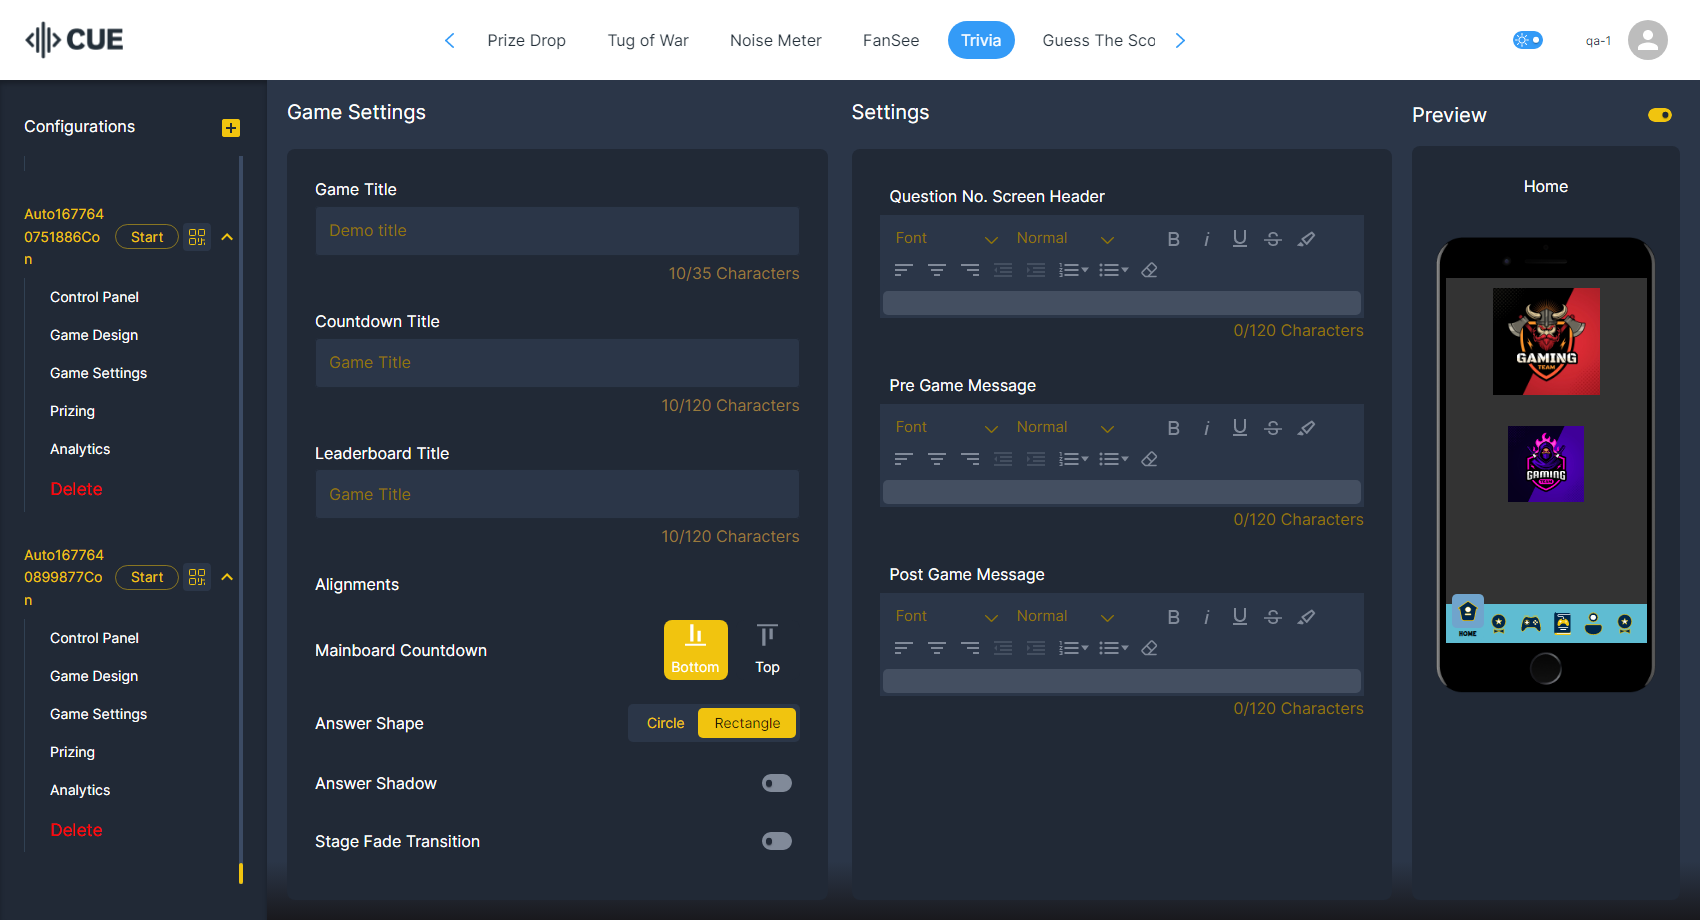 CUE
Prize Drop
Tug of War
Noise Meter
FanSee
Trivia
Guess The Sco
qa-1
Configurations
Auto167764
0751886Co
n
Start
Control Panel
Game Design
Game Settings
Prizing
Analytics
Delete
Auto167764
0899877Co
n
Start
Control Panel
Game Design
Game Settings
Prizing
Analytics
Delete
Game Settings
Game Title
Demo title
10/35 Characters
Countdown Title
Game Title
10/120 Characters
Leaderboard Title
Game Title
10/120 Characters
Alignments
Mainboard Countdown
Bottom
Top
Answer Shape
Circle
Rectangle
Answer Shadow
Stage Fade Transition
Settings
Question No. Screen Header
Font
Normal
0/120 Characters
Pre Game Message
Font
Normal
0/120 Characters
Post Game Message
Font
Normal
0/120 Characters
Preview
Home
GAMING
TEAM
GAMING
TEAM
HOME